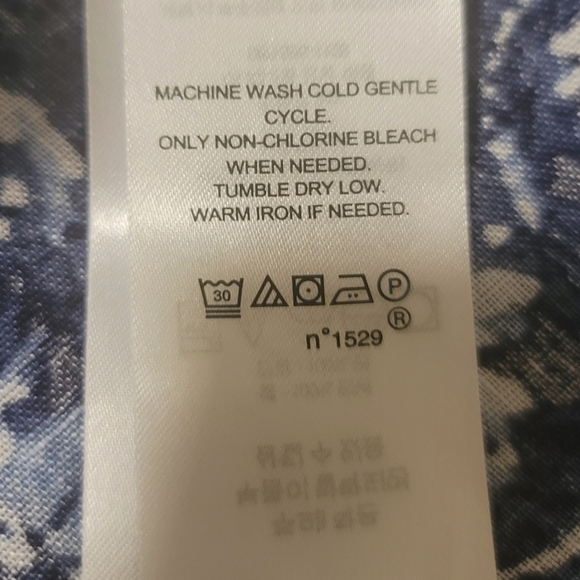 MACHINE WASH COLD GENTLE
CYCLE.
ONLY NON-CHLORINE BLEACH
WHEN NEEDED.
TUMBLE DRY LOW.
WARM IRON IF NEEDED.
30 P
®
n°1529